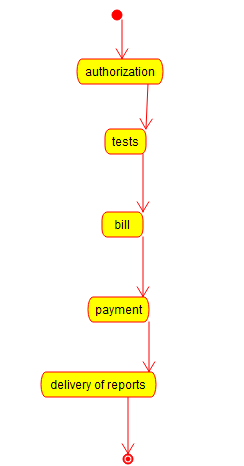 authorization
tests
bill
payment
delivery of reports